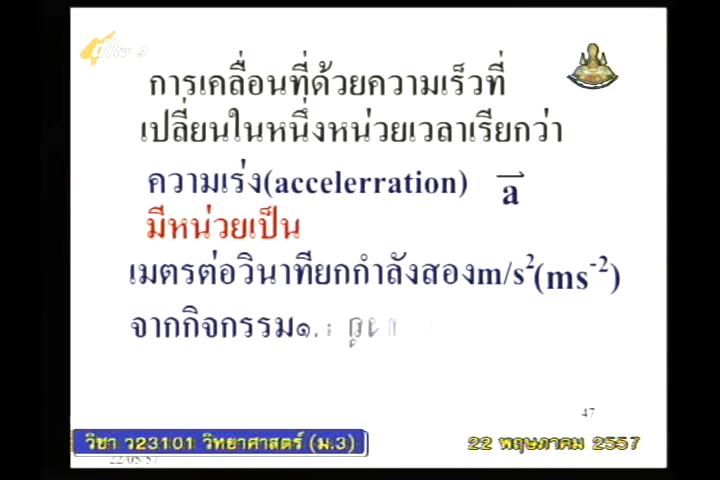 การเคลื่อนที่ด้วยความเร็วที่
เปลี่ยนในหนึ่งหน่วยเวลาเรียกว่า
ความเร่ง(accelerration) a
มีหน่วยเป็น
เมตรต่อวินาทียกกำลังสองm/s²(ms⁻²)
จากกิจกรรม๑.
47
วิชา ว23101 วิทยาศาสตร์ (ม.3)
22 พฤษภาคม 2557
22/05/57